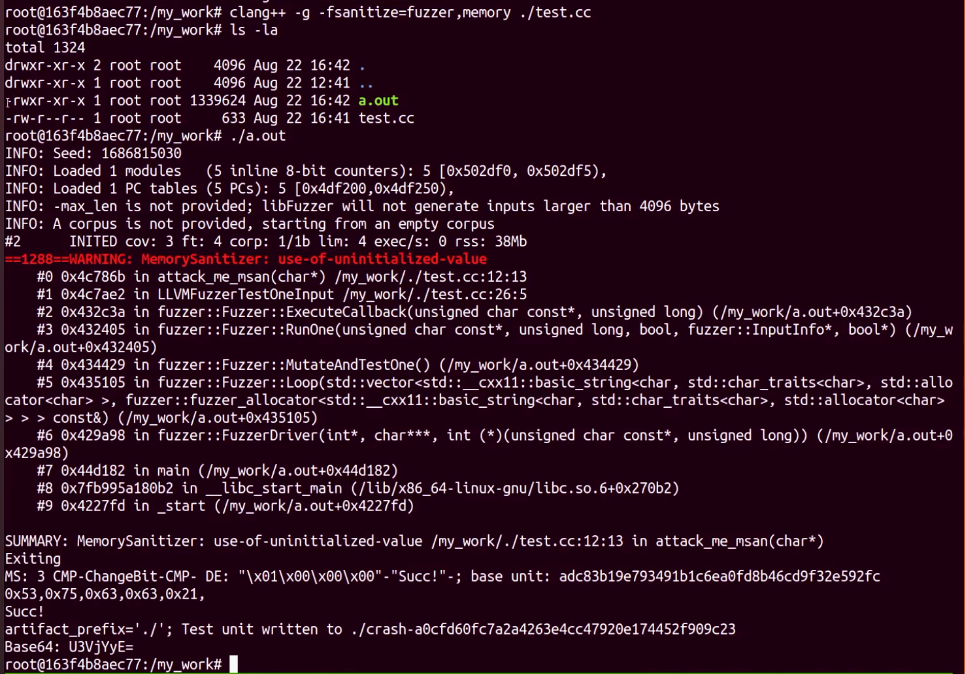 root@163f4b8aec77:/my_work# clang++ -g -fsanitize=fuzzer,memory ./test.cc
root@163f4b8aec77:/my_work# ls -la
total 1324
drwxr-xr-x 2 root root    4096 Aug 22 16:42 .
drwxr-xr-x 1 root root    4096 Aug 22 12:41 ..
-rwxr-xr-x 1 root root 1339624 Aug 22 16:42 a.out
-rw-r--r-- 1 root root     633 Aug 22 16:41 test.cc
root@163f4b8aec77:/my_work# ./a.out
INFO: Seed: 1686815030
INFO: Loaded 1 modules   (5 inline 8-bit counters): 5 [0x502df0, 0x502df5),
INFO: Loaded 1 PC tables (5 PCs): 5 [0x4df200,0x4df250),
INFO: -max_len is not provided; libFuzzer will not generate inputs larger than 4096 bytes
INFO: A corpus is not provided, starting from an empty corpus
#2      INITED cov: 3 ft: 4 corp: 1/1b lim: 4 exec/s: 0 rss: 38Mb
==1288==WARNING: MemorySanitizer: use-of-uninitialized-value
    #0 0x4c786b in attack_me_msan(char*) /my_work/./test.cc:12:13
    #1 0x4c7ae2 in LLVMFuzzerTestOneInput /my_work/./test.cc:26:5
    #2 0x432c3a in fuzzer::Fuzzer::ExecuteCallback(unsigned char const*, unsigned long) (/my_work/a.out+0x432c3a)
    #3 0x432405 in fuzzer::Fuzzer::RunOne(unsigned char const*, unsigned long, bool, fuzzer::InputInfo*, bool*) (/my_w
ork/a.out+0x432405)
    #4 0x434429 in fuzzer::Fuzzer::MutateAndTestOne() (/my_work/a.out+0x434429)
    #5 0x435105 in fuzzer::Fuzzer::Loop(std::vector<std::__cxx11::basic_string<char, std::char_traits<char>, std::allo
cator<char> >, fuzzer::fuzzer_allocator<std::__cxx11::basic_string<char, std::char_traits<char>, std::allocator<char>
> > > const&) (/my_work/a.out+0x435105)
    #6 0x429a98 in fuzzer::FuzzerDriver(int*, char***, int (*)(unsigned char const*, unsigned long)) (/my_work/a.out+0
x429a98)
    #7 0x44d182 in main (/my_work/a.out+0x44d182)
    #8 0x7fb995a180b2 in __libc_start_main (/lib/x86_64-linux-gnu/libc.so.6+0x270b2)
    #9 0x4227fd in _start (/my_work/a.out+0x4227fd)

SUMMARY: MemorySanitizer: use-of-uninitialized-value /my_work/./test.cc:12:13 in attack_me_msan(char*)
Exiting
MS: 3 CMP-ChangeBit-CMP- DE: "\x01\x00\x00\x00"-"Succ!"-; base unit: adc83b19e793491b1c6ea0fd8b46cd9f32e592fc
0x53,0x75,0x63,0x63,0x21,
Succ!
artifact_prefix='./'; Test unit written to ./crash-a0cfd60fc7a2a4263e4cc47920e174452f909c23
Base64: U3VjYyE=
root@163f4b8aec77:/my_work#